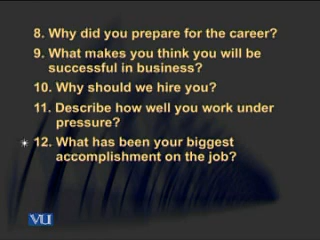 8. Why did you prepare for the career?
9. What makes you think you will be
successful in business?
10. Why should we hire you?
11. Describe how well you work under
pressure?
12. What has been your biggest
accomplishment on the job?
VU